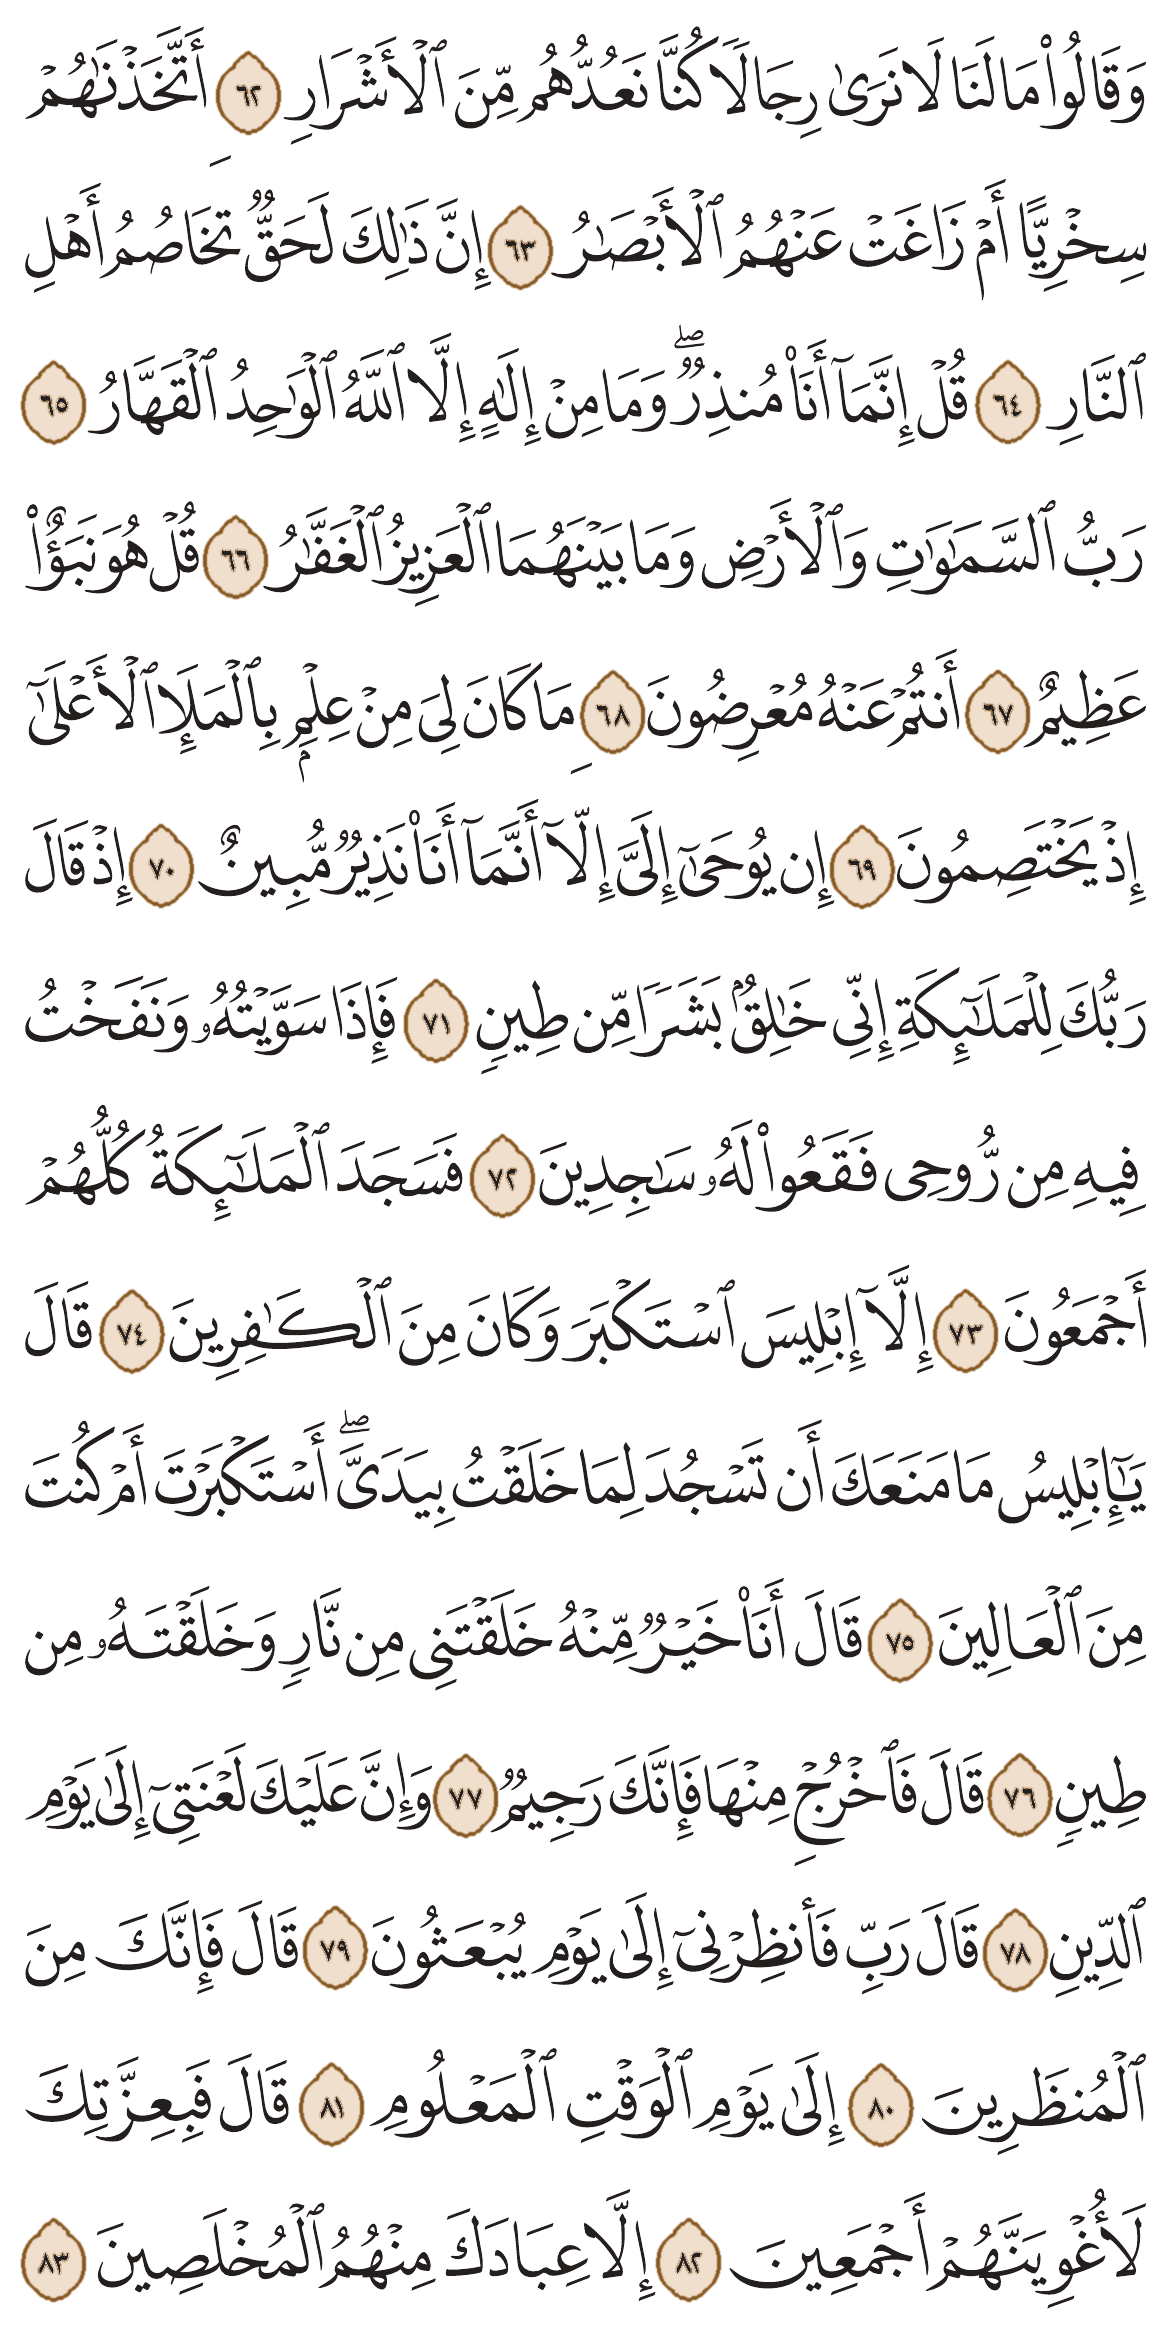 وَقَالُوا۟ مَا لَنَا لَا نَرَىٰ رِجَالًا كُنَّا نَعُدُّهُم مِّنَ ٱلْأَشْرَارِ ٦٢ أَتَّخَذْنَٰهُمْ
سِخْرِيًّا أَمْ زَاغَتْ عَنْهُمُ ٱلْأَبْصَٰرُ ٦٣ إِنَّ ذَٰلِكَ لَحَقٌّ تَخَاصُمُ أَهْلِ
ٱلنَّارِ ٦٤ قُلْ إِنَّمَآ أَنَا۠ مُنذِرٌ ۖ وَمَا مِنْ إِلَٰهٍ إِلَّا ٱللَّهُ ٱلْوَٰحِدُ ٱلْقَهَّارُ ٦٥
رَبُّ ٱلسَّمَٰوَٰتِ وَٱلْأَرْضِ وَمَا بَيْنَهُمَا ٱلْعَزِيزُ ٱلْغَفَّٰرُ ٦٦ قُلْ هُوَ نَبَؤٌا۟
عَظِيمٌ ٦٧ أَنتُمْ عَنْهُ مُعْرِضُونَ ٦٨ مَا كَانَ لِىَ مِنْ عِلْمٍۭ بِٱلْمَلَإِ ٱلْأَعْلَىٰٓ
إِذْ يَخْتَصِمُونَ ٦٩ إِن يُوحَىٰٓ إِلَىَّ إِلَّآ أَنَّمَآ أَنَا۠ نَذِيرٌ مُّبِينٌ ٧٠ إِذْ قَالَ
رَبُّكَ لِلْمَلَٰٓئِكَةِ إِنِّى خَٰلِقٌۢ بَشَرًا مِّن طِينٍ ٧١ فَإِذَا سَوَّيْتُهُۥ وَنَفَخْتُ
فِيهِ مِن رُّوحِى فَقَعُوا۟ لَهُۥ سَٰجِدِينَ ٧٢ فَسَجَدَ ٱلْمَلَٰٓئِكَةُ كُلُّهُمْ
أَجْمَعُونَ ٧٣ إِلَّآ إِبْلِيسَ ٱسْتَكْبَرَ وَكَانَ مِنَ ٱلْكَٰفِرِينَ ٧٤ قَالَ
يَٰٓإِبْلِيسُ مَا مَنَعَكَ أَن تَسْجُدَ لِمَا خَلَقْتُ بِيَدَىَّ ۖ أَسْتَكْبَرْتَ أَمْ كُنتَ
مِنَ ٱلْعَالِينَ ٧٥ قَالَ أَنَا۠ خَيْرٌ مِّنْهُ خَلَقْتَنِى مِن نَّارٍ وَخَلَقْتَهُۥ مِن
طِينٍ ٧٦ قَالَ فَٱخْرُجْ مِنْهَا فَإِنَّكَ رَجِيمٌ ٧٧ وَإِنَّ عَلَيْكَ لَعْنَتِىٓ إِلَىٰ يَوْمِ
ٱلدِّينِ ٧٨ قَالَ رَبِّ فَأَنظِرْنِىٓ إِلَىٰ يَوْمِ يُبْعَثُونَ ٧٩ قَالَ فَإِنَّكَ مِنَ
ٱلْمُنظَرِينَ ٨٠ إِلَىٰ يَوْمِ ٱلْوَقْتِ ٱلْمَعْلُومِ ٨١ قَالَ فَبِعِزَّتِكَ
لَأُغْوِيَنَّهُمْ أَجْمَعِينَ ٨٢ إِلَّا عِبَادَكَ مِنْهُمُ ٱلْمُخْلَصِينَ ٨٣